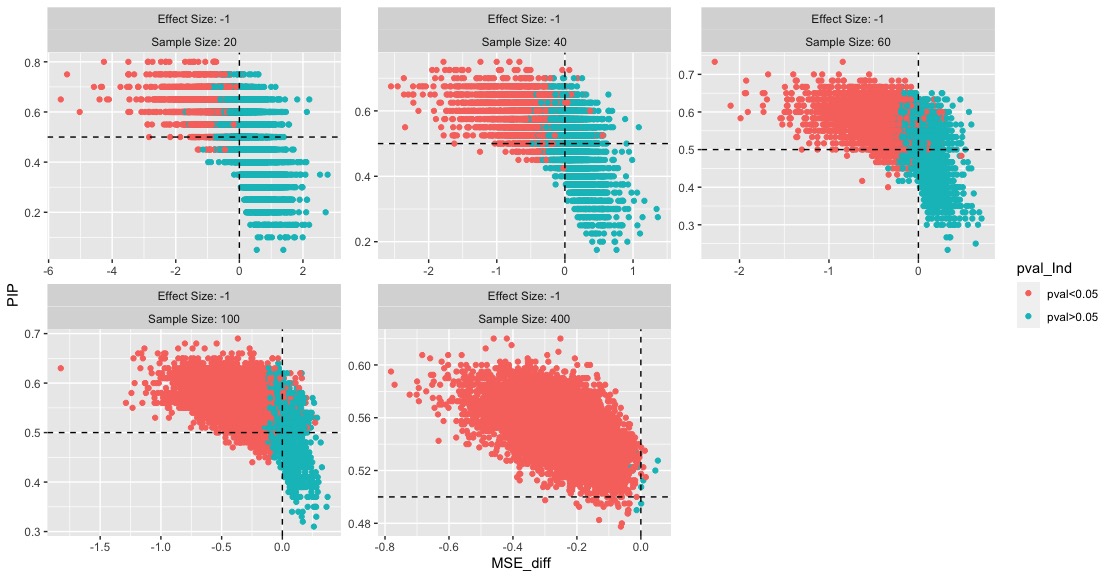 Effect Size: -1
Effect Size: -1
Effect Size: -1
Sample Size: 20
Sample Size: 40
Sample Size: 60
0.8
0.6
0.4
0.2
-6
-4
-2
0
2
0.6
0.4
0.2
-2
-1
0
1
0.7
0.6
0.5
0.4
0.3
-2
-1
0
PIP
Effect Size: -1
Effect Size: -1
Sample Size: 100
Sample Size: 400
0.7
0.6
0.5
0.4
0.3
-1.5
-1.0
-0.5
0.0
0.60
0.56
0.52
0.48
-0.8
-0.6
-0.4
-0.2
0.0
MSE_diff
pval_Ind
pval<0.05
pval>0.05